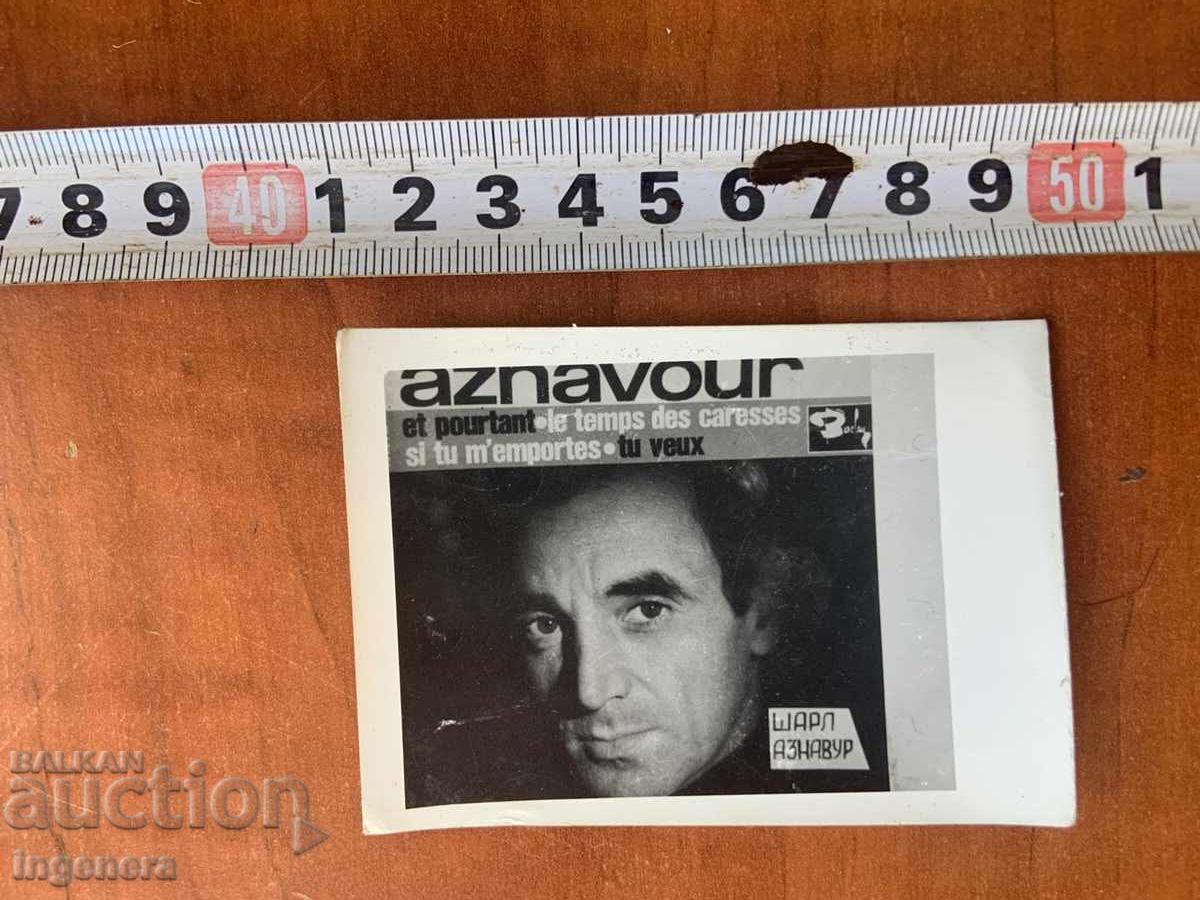 7 8 9 40 1 2 3 4 5 6 7 8 9 50 1
aznavour
et pourtant•le temps des caresses
si tu m'emportes•tu veux
ШАРЛ
АЗНАВУР
BALKAN
auction
ingenera